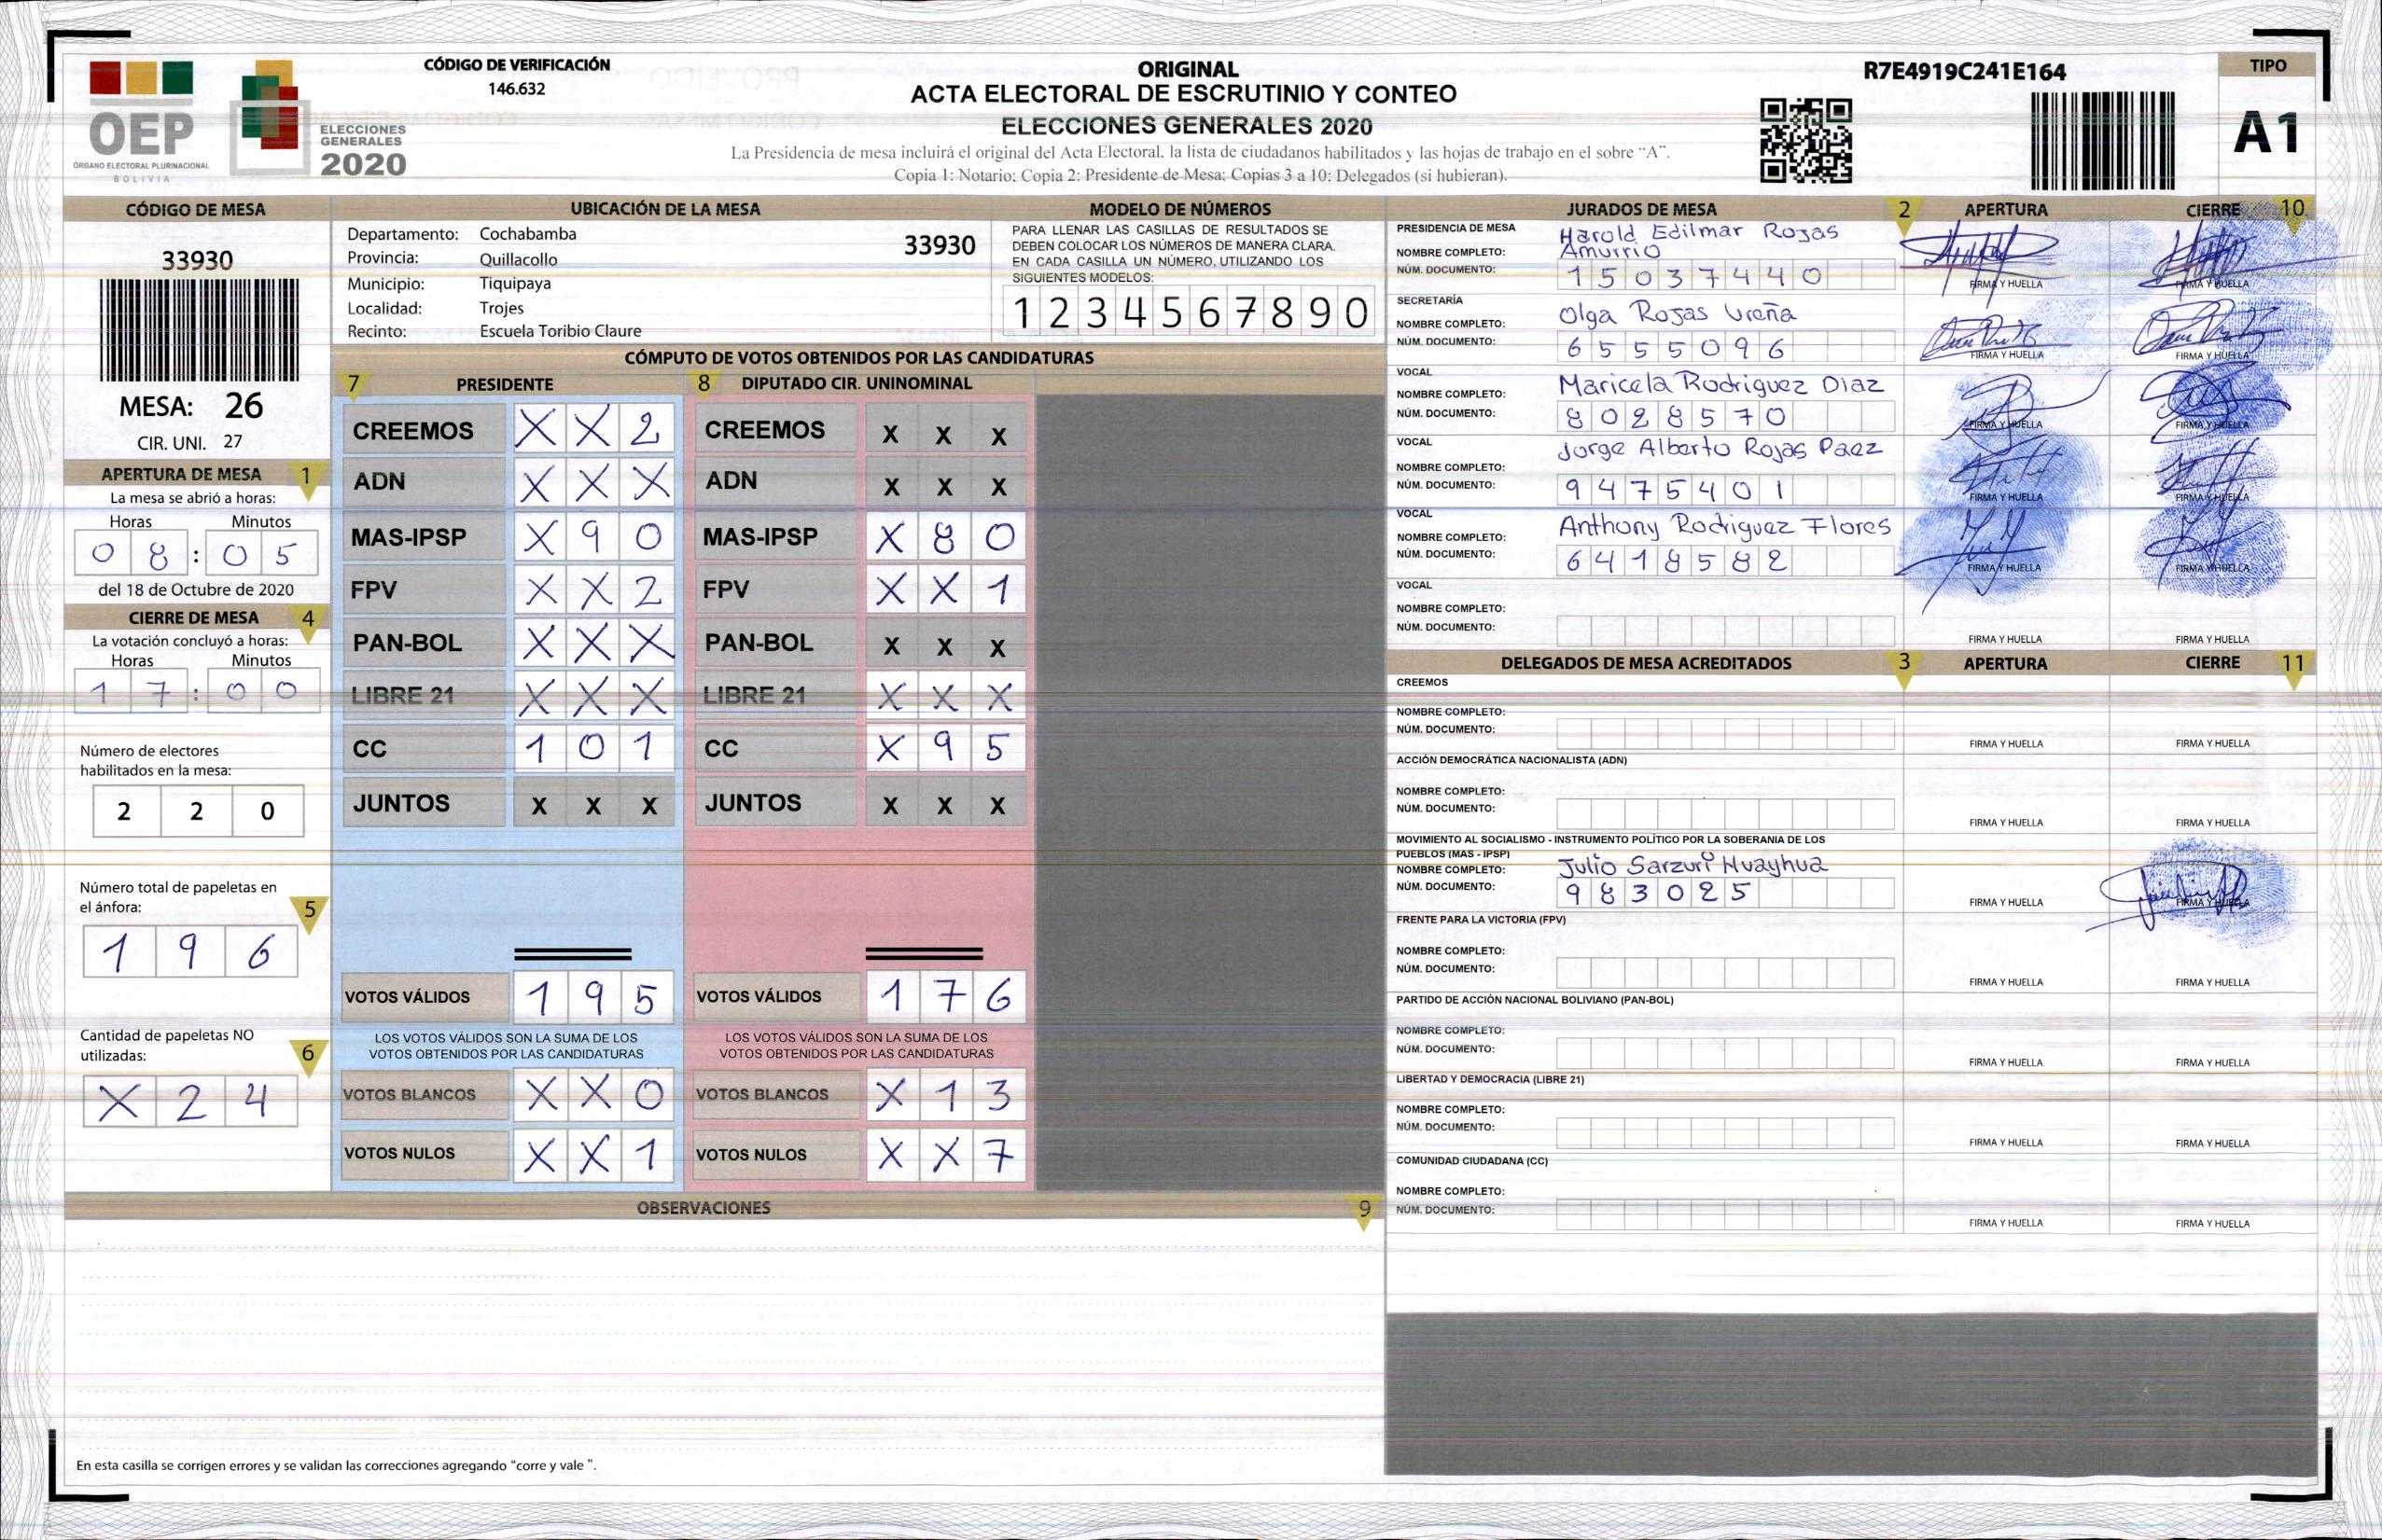 CÓDIGO DE VERIFICACIÓN
146.632
OEP
ÓRGANO ELECTORAL PLURINACIONAL
BOLIVIA
ELECCIONES
GENERALES
2020
ORIGINAL
ACTA ELECTORAL DE ESCRUTINIO Y CONTEO
ELECCIONES GENERALES 2020
La Presidencia de mesa incluirá el original del Acta Electoral, la lista de ciudadanos habilitados y las hojas de trabajo en el sobre "A".
Copia 1: Notario; Copia 2: Presidente de Mesa; Copias 3 a 10: Delegados (si hubieran).
R7E4919C241E164
TIPO
A1
CÓDIGO DE MESA
33930
MESA: 26
CIR. UNI. 27
APERTURA DE MESA 1
La mesa se abrió a horas:
Horas Minutos
0 8 : 0 5
del 18 de Octubre de 2020
CIERRE DE MESA 4
La votación concluyó a horas:
Horas Minutos
1 7 : 0 0
Número de electores
habilitados en la mesa:
2 2 0
Número total de papeletas en
el ánfora: 5
1 9 6
Cantidad de papeletas NO
utilizadas: 6
X 2 4
UBICACIÓN DE LA MESA
Departamento: Cochabamba 33930
Provincia: Quillacollo
Municipio: Tiquipaya
Localidad: Trojes
Recinto: Escuela Toribio Claure
MODELO DE NÚMEROS
PARA LLENAR LAS CASILLAS DE RESULTADOS SE
DEBEN COLOCAR LOS NÚMEROS DE MANERA CLARA.
EN CADA CASILLA UN NÚMERO, UTILIZANDO LOS
SIGUIENTES MODELOS:
1 2 3 4 5 6 7 8 9 0
CÓMPUTO DE VOTOS OBTENIDOS POR LAS CANDIDATURAS
7 PRESIDENTE 8 DIPUTADO CIR. UNINOMINAL
CREEMOS X X 2 CREEMOS X X X
ADN X X X ADN X X X
MAS-IPSP X 9 0 MAS-IPSP X 8 0
FPV X X 2 FPV X X 1
PAN-BOL X X X PAN-BOL X X X
LIBRE 21 X X X LIBRE 21 X X X
CC 1 0 1 CC X 9 5
JUNTOS X X X JUNTOS X X X
VOTOS VÁLIDOS 1 9 5 VOTOS VÁLIDOS 1 7 6
LOS VOTOS VÁLIDOS SON LA SUMA DE LOS LOS VOTOS VÁLIDOS SON LA SUMA DE LOS
VOTOS OBTENIDOS POR LAS CANDIDATURAS VOTOS OBTENIDOS POR LAS CANDIDATURAS
VOTOS BLANCOS X X 0 VOTOS BLANCOS X 1 3
VOTOS NULOS X X 1 VOTOS NULOS X X 7
OBSERVACIONES 9
En esta casilla se corrigen errores y se validan las correcciones agregando "corre y vale ".
JURADOS DE MESA 2 APERTURA CIERRE 10
PRESIDENCIA DE MESA Harold Edilmar Rojas
NOMBRE COMPLETO: Amurrio
NÚM. DOCUMENTO: 1 5 0 3 7 4 4 0
FIRMA Y HUELLA FIRMA Y HUELLA
SECRETARÍA
NOMBRE COMPLETO: Olga Rojas Ureña
NÚM. DOCUMENTO: 6 5 5 5 0 9 6
FIRMA Y HUELLA FIRMA Y HUELLA
VOCAL
NOMBRE COMPLETO: Maricela Rodriguez Diaz
NÚM. DOCUMENTO: 8 0 2 8 5 7 0
FIRMA Y HUELLA FIRMA Y HUELLA
VOCAL
NOMBRE COMPLETO: Jorge Alberto Rojas Paez
NÚM. DOCUMENTO: 9 4 7 5 4 0 1
FIRMA Y HUELLA FIRMA Y HUELLA
VOCAL
NOMBRE COMPLETO: Anthony Rodriguez Flores
NÚM. DOCUMENTO: 6 4 1 8 5 8 2
FIRMA Y HUELLA FIRMA Y HUELLA
VOCAL
NOMBRE COMPLETO:
NÚM. DOCUMENTO:
FIRMA Y HUELLA FIRMA Y HUELLA
DELEGADOS DE MESA ACREDITADOS 3 APERTURA CIERRE 11
CREEMOS
NOMBRE COMPLETO:
NÚM. DOCUMENTO:
FIRMA Y HUELLA FIRMA Y HUELLA
ACCIÓN DEMOCRÁTICA NACIONALISTA (ADN)
NOMBRE COMPLETO:
NÚM. DOCUMENTO:
FIRMA Y HUELLA FIRMA Y HUELLA
MOVIMIENTO AL SOCIALISMO - INSTRUMENTO POLÍTICO POR LA SOBERANIA DE LOS
PUEBLOS (MAS - IPSP)
NOMBRE COMPLETO: Julio Sarzuri Huayhua
NÚM. DOCUMENTO: 9 8 3 0 2 5
FIRMA Y HUELLA FIRMA Y HUELLA
FRENTE PARA LA VICTORIA (FPV)
NOMBRE COMPLETO:
NÚM. DOCUMENTO:
FIRMA Y HUELLA FIRMA Y HUELLA
PARTIDO DE ACCIÓN NACIONAL BOLIVIANO (PAN-BOL)
NOMBRE COMPLETO:
NÚM. DOCUMENTO:
FIRMA Y HUELLA FIRMA Y HUELLA
LIBERTAD Y DEMOCRACIA (LIBRE 21)
NOMBRE COMPLETO:
NÚM. DOCUMENTO:
FIRMA Y HUELLA FIRMA Y HUELLA
COMUNIDAD CIUDADANA (CC)
NOMBRE COMPLETO:
NÚM. DOCUMENTO:
FIRMA Y HUELLA FIRMA Y HUELLA